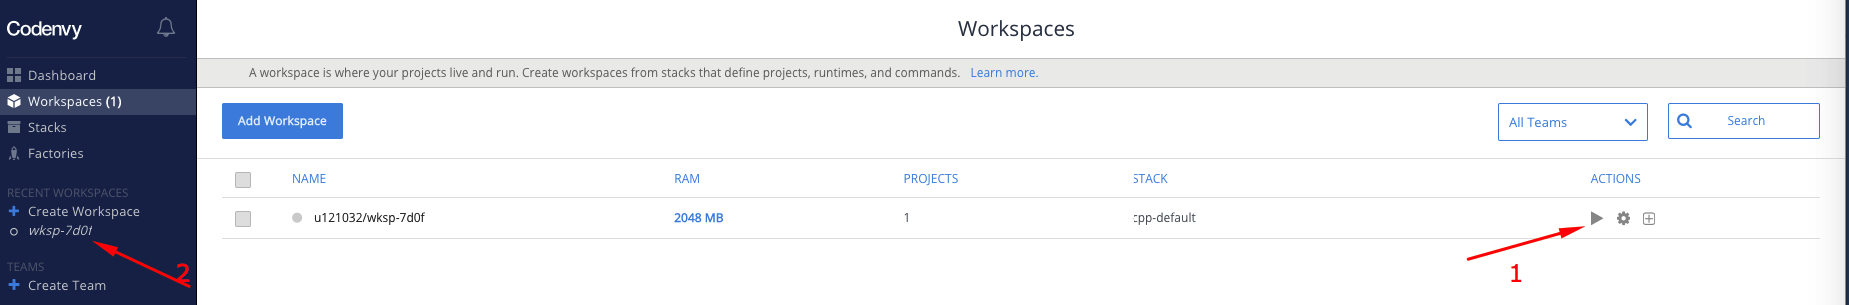 Codenvy
Dashboard
Workspaces (1)
Stacks
Factories
RECENT WORKSPACES
Create Workspace
wksp-7d0f
2
TEAMS
Create Team
Workspaces
A workspace is where your projects live and run. Create workspaces from stacks that define projects, runtimes, and commands. Learn more.
Add Workspace
All Teams
Search
NAME RAM PROJECTS STACK ACTIONS
u121032/wksp-7d0f 2048 MB 1 cpp-default
1